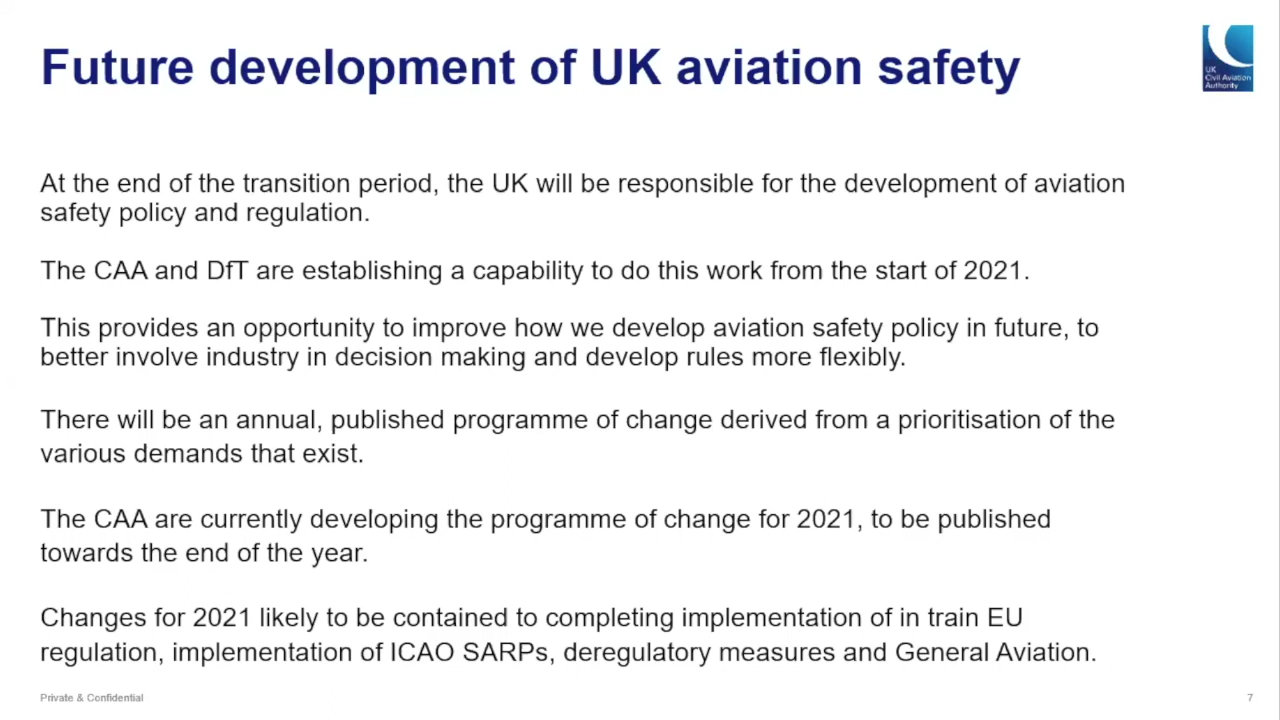 Future development of UK aviation safety
UK
Civil Aviation
Authority
At the end of the transition period, the UK will be responsible for the development of aviation
safety policy and regulation.
The CAA and DfT are establishing a capability to do this work from the start of 2021.
This provides an opportunity to improve how we develop aviation safety policy in future, to
better involve industry in decision making and develop rules more flexibly.
There will be an annual, published programme of change derived from a prioritisation of the
various demands that exist.
The CAA are currently developing the programme of change for 2021, to be published
towards the end of the year.
Changes for 2021 likely to be contained to completing implementation of in train EU
regulation, implementation of ICAO SARPs, deregulatory measures and General Aviation.
Private & Confidential
7